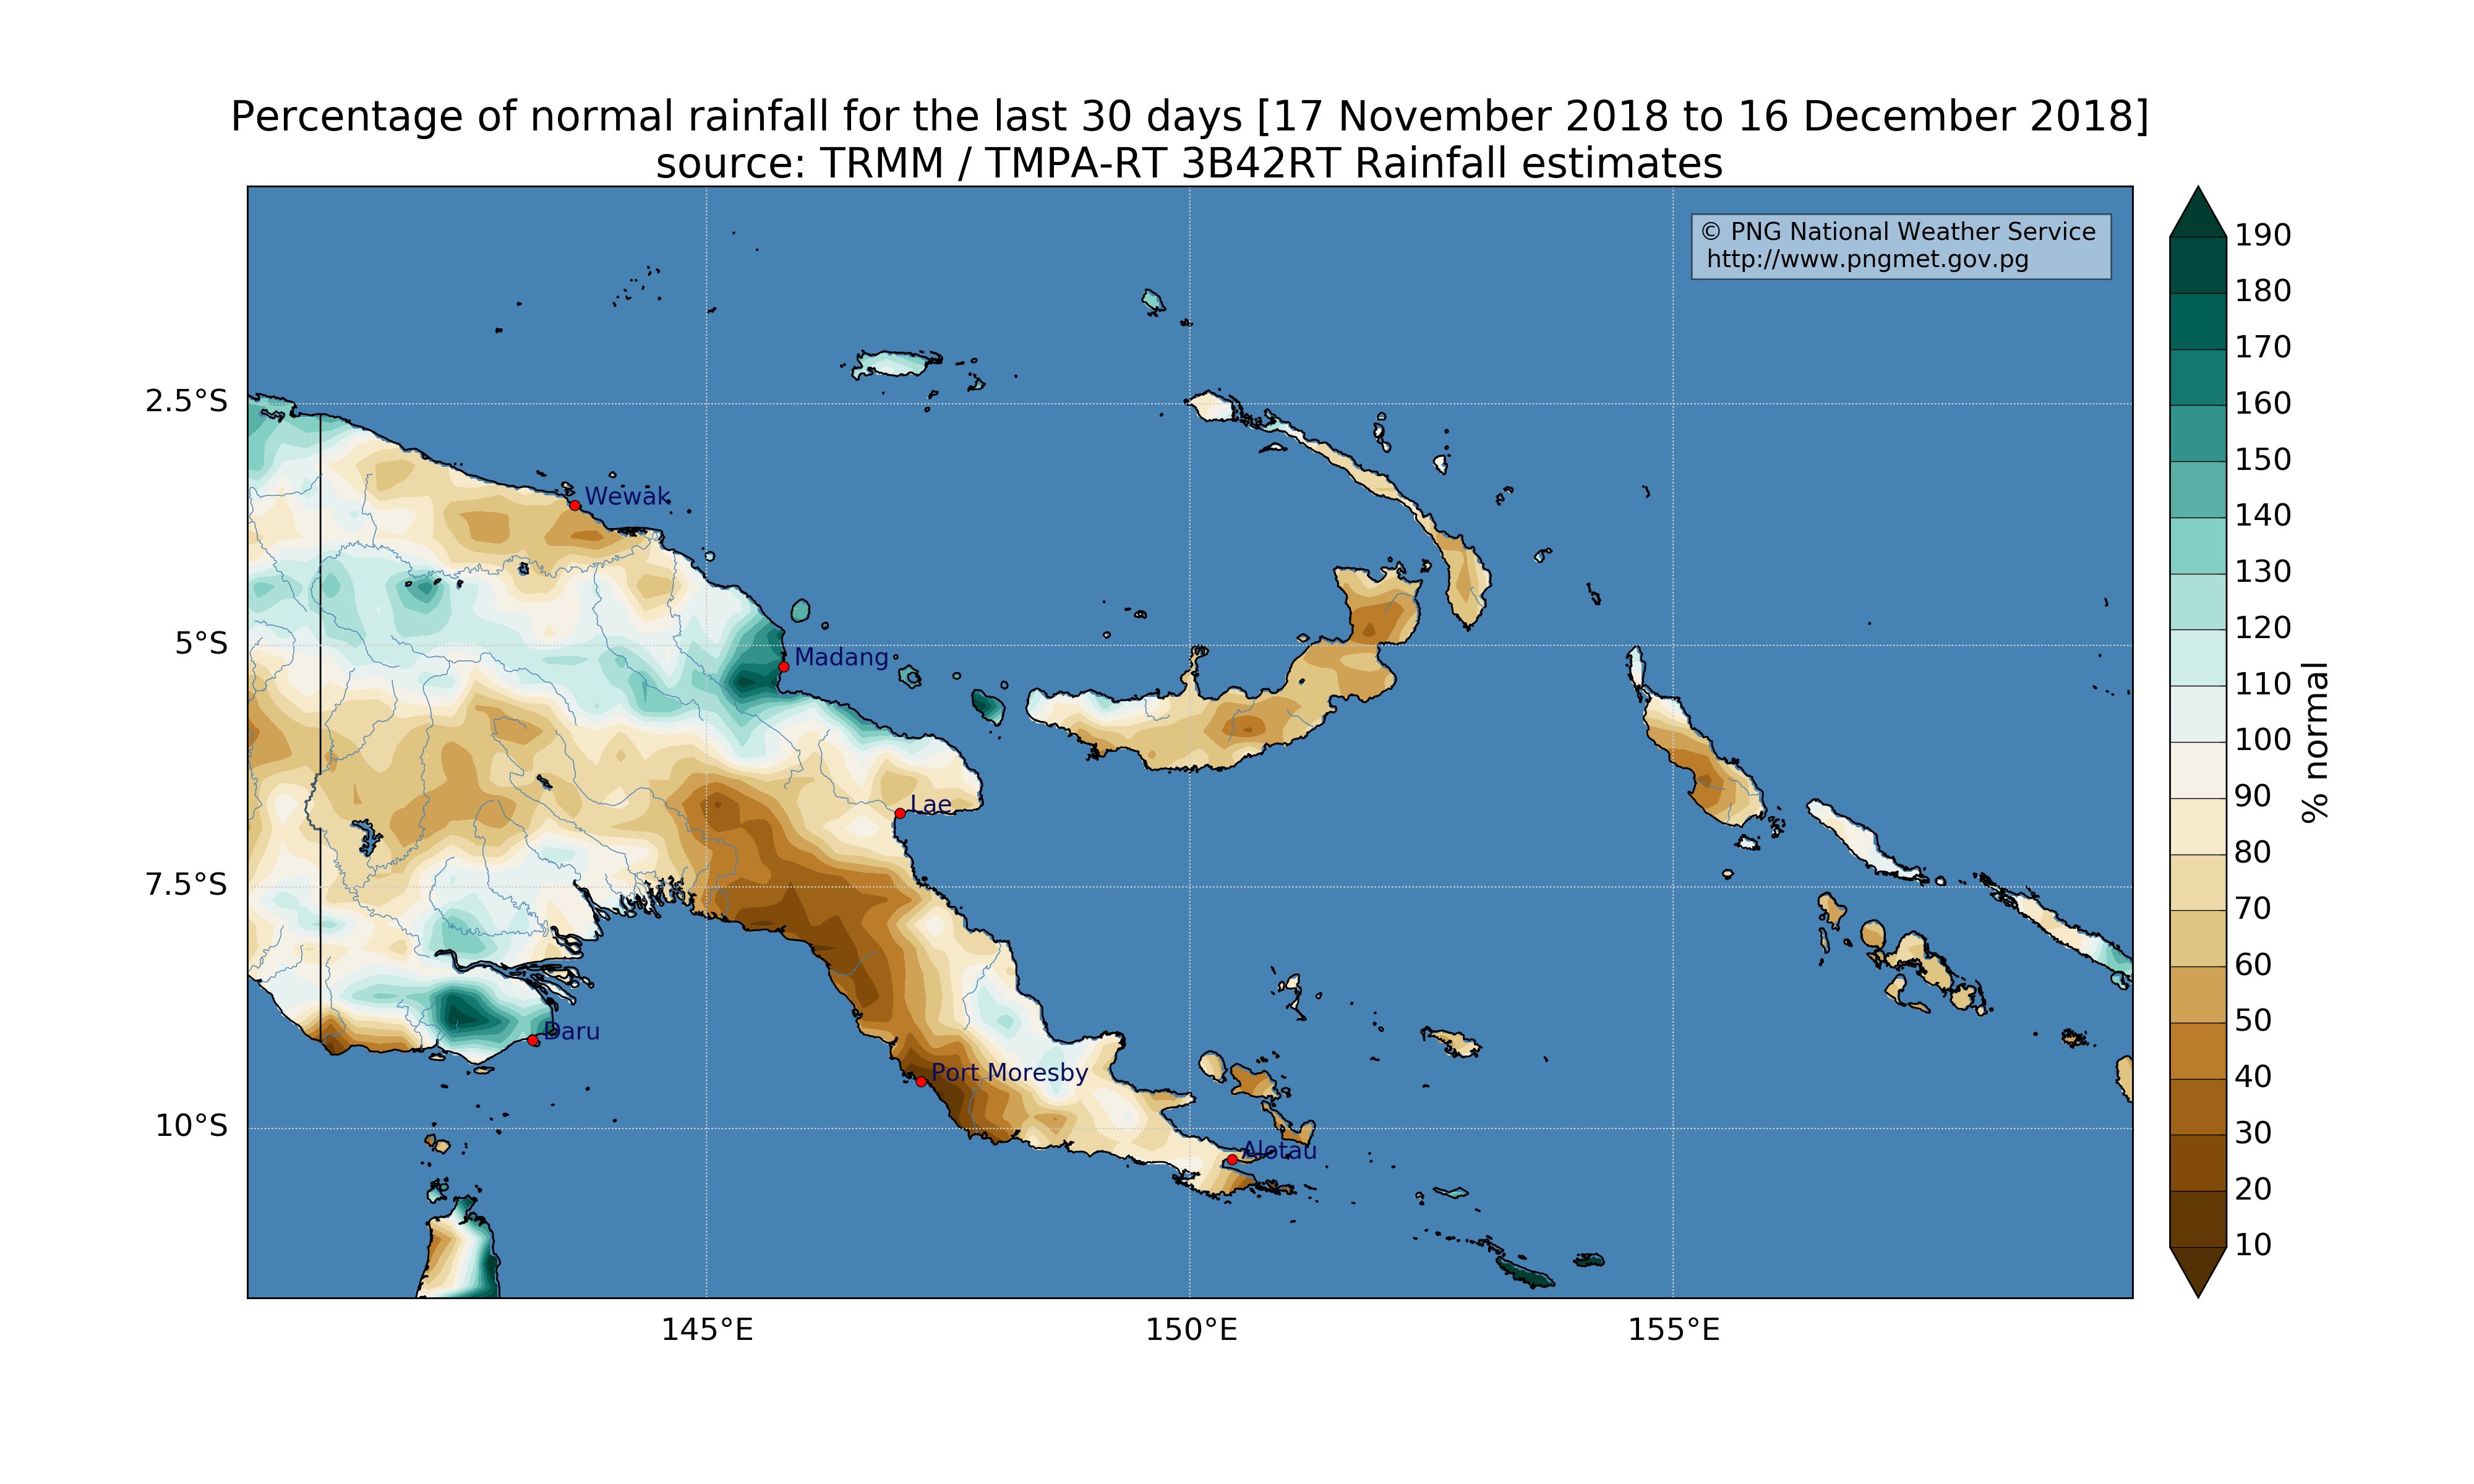 Percentage of normal rainfall for the last 30 days [17 November 2018 to 16 December 2018]
source: TRMM / TMPA-RT 3B42RT Rainfall estimates
© PNG National Weather Service
http://www.pngmet.gov.pg
2.5°S
5°S
7.5°S
10°S
Wewak
Madang
Lae
Daru
Port Moresby
Alotau
145°E
150°E
155°E
190
180
170
160
150
140
130
120
110
100
90
80
70
60
50
40
30
20
10
% normal